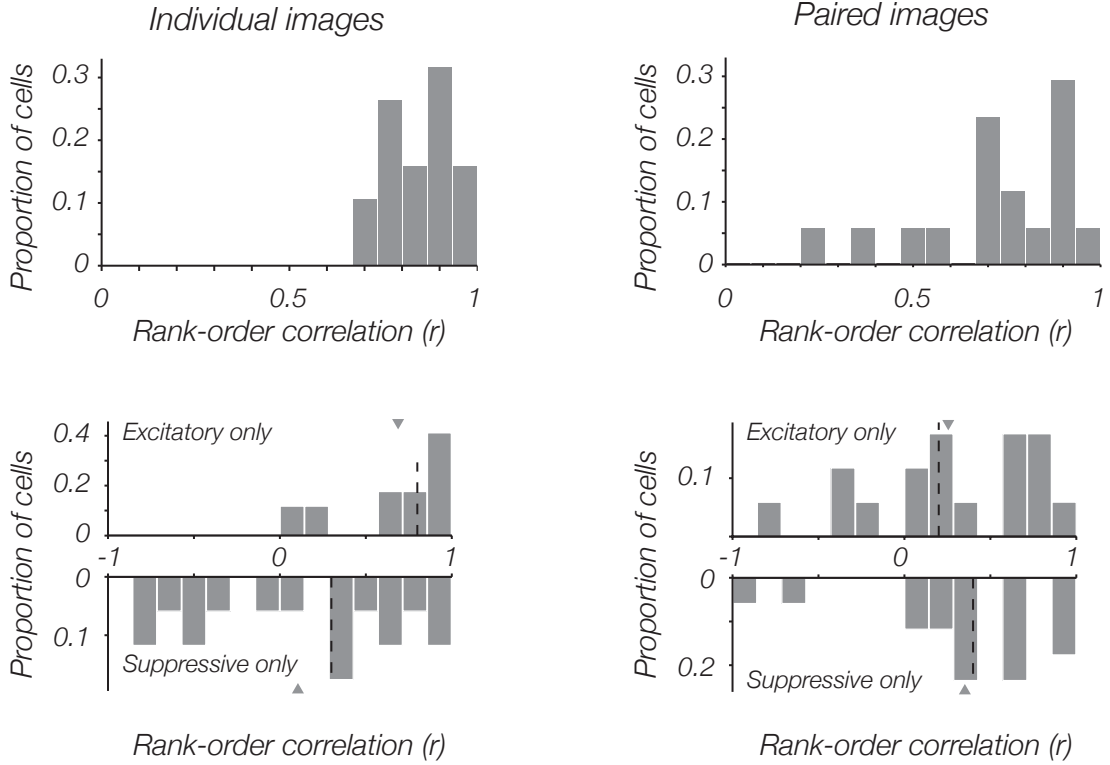 Individual images
Proportion of cells
0.3
0.2
0.1
0
0
0.5
1
Rank-order correlation (r)
Paired images
Proportion of cells
0.3
0.2
0.1
0
0
0.5
1
Rank-order correlation (r)
Proportion of cells
0.4
0.2
0
Excitatory only
-1
0
1
0
0.1
Suppressive only
Rank-order correlation (r)
Proportion of cells
0.1
Excitatory only
-1
0
1
0
0.2
Suppressive only
Rank-order correlation (r)